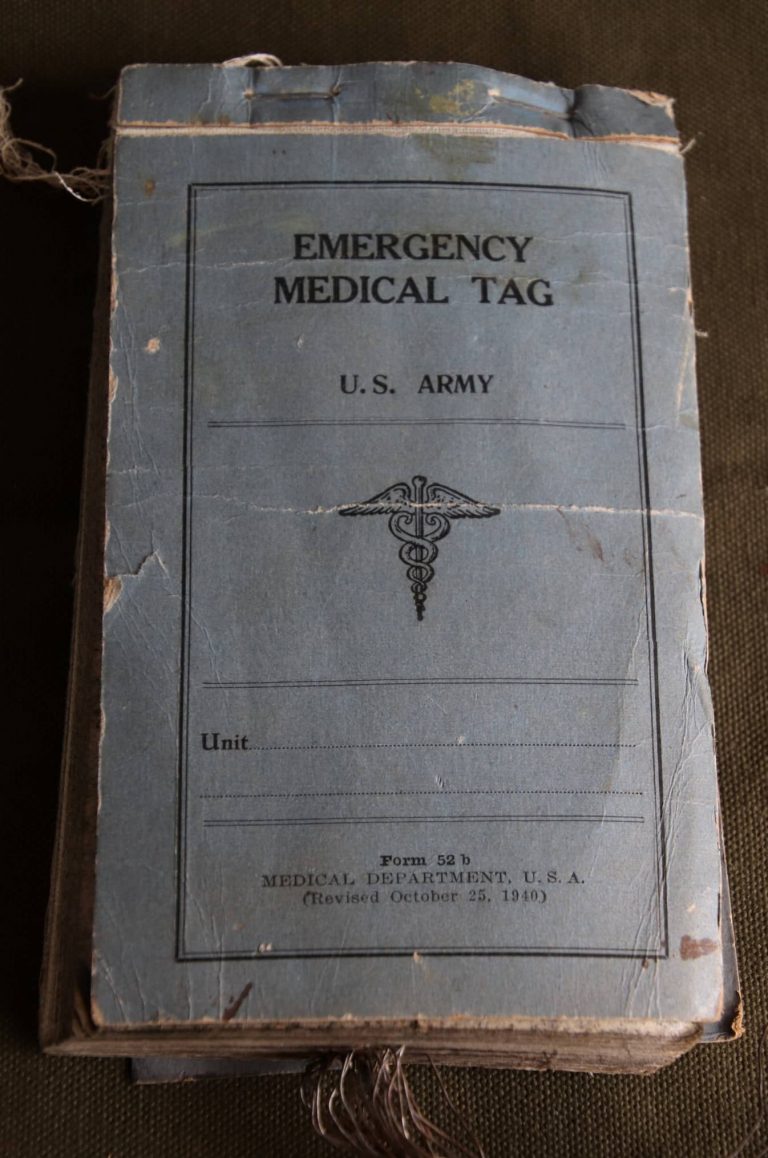 EMERGENCY
MEDICAL TAG
U. S. ARMY
Unit
Form 52 b
MEDICAL DEPARTMENT, U. S. A.
(Revised October 25, 1940)